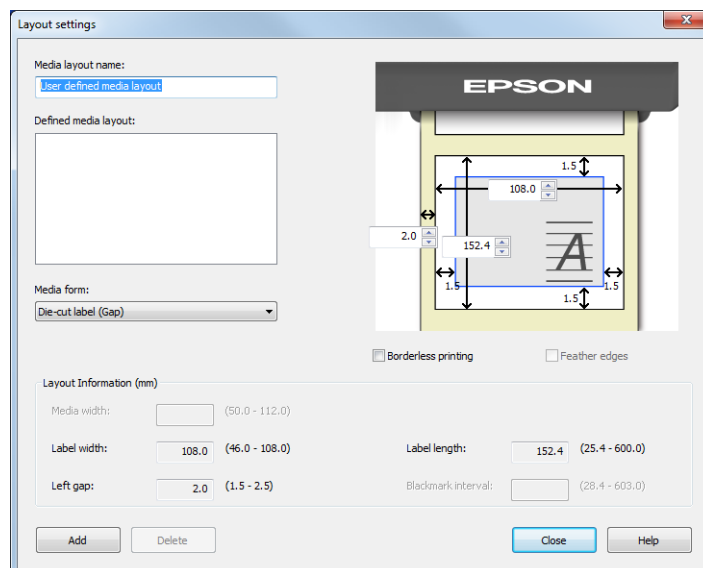 Layout settings
Media layout name:
User defined media layout
Defined media layout:
Media form:
Die-cut label (Gap)
EPSON
1.5
108.0
2.0
152.4
A
1.5
1.5
1.5
Borderless printing
Feather edges
Layout Information (mm)
Media width:
(50.0 - 112.0)
Label width:
108.0
(46.0 - 108.0)
Label length:
152.4
(25.4 - 600.0)
Left gap:
2.0
(1.5 - 2.5)
Blackmark interval:
(28.4 - 603.0)
Add
Delete
Close
Help